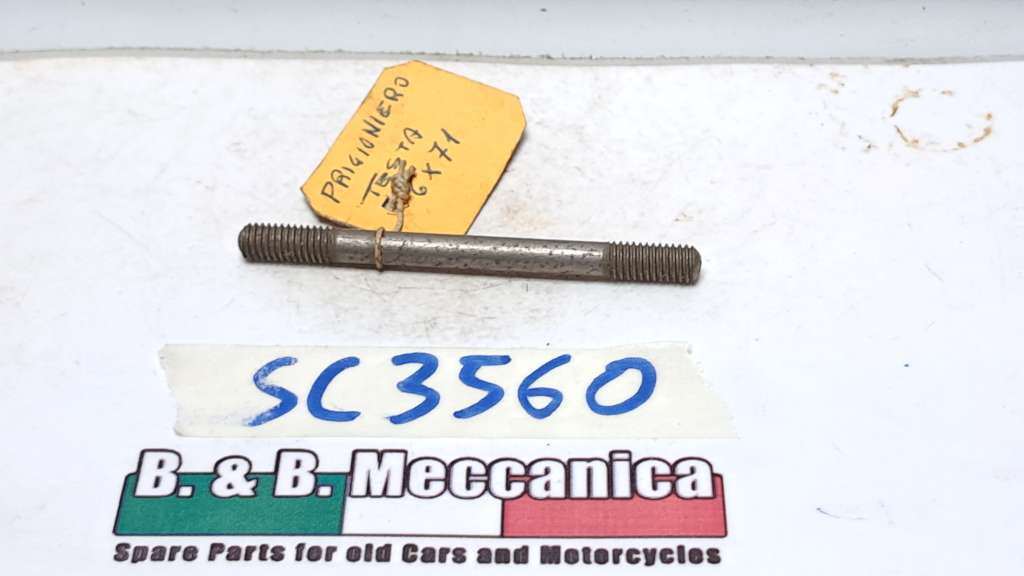 PRIGIONIERO
TESTA
6x71
SC3560
B. & B. Meccanica
Spare Parts for old Cars and Motorcycles